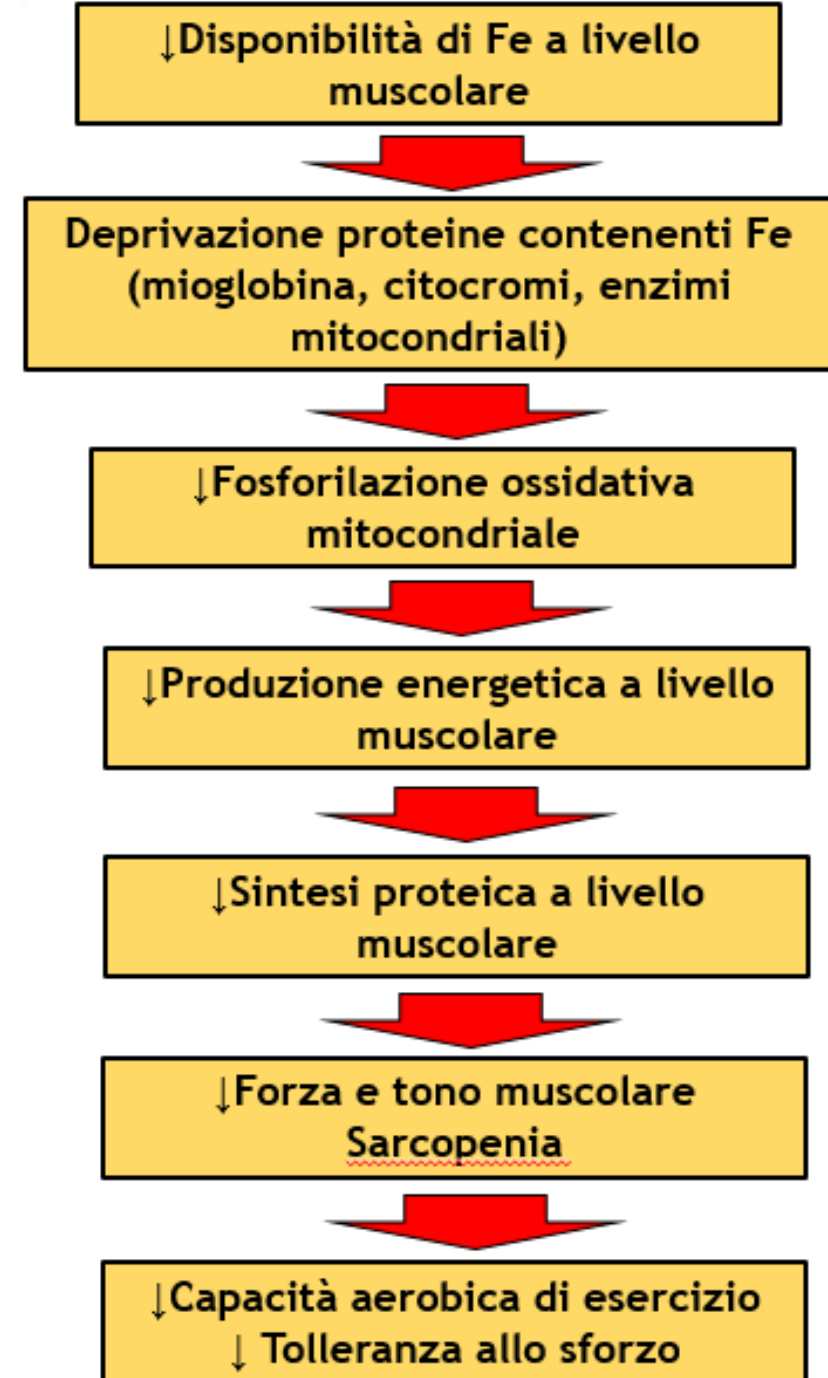 ↓Disponibilità di Fe a livello
muscolare
Deprivazione proteine contenenti Fe
(mioglobina, citocromi, enzimi
mitocondriali)
↓Fosforilazione ossidativa
mitocondriale
↓Produzione energetica a livello
muscolare
↓Sintesi proteica a livello
muscolare
↓Forza e tono muscolare
Sarcopenia
↓Capacità aerobica di esercizio
↓ Tolleranza allo sforzo